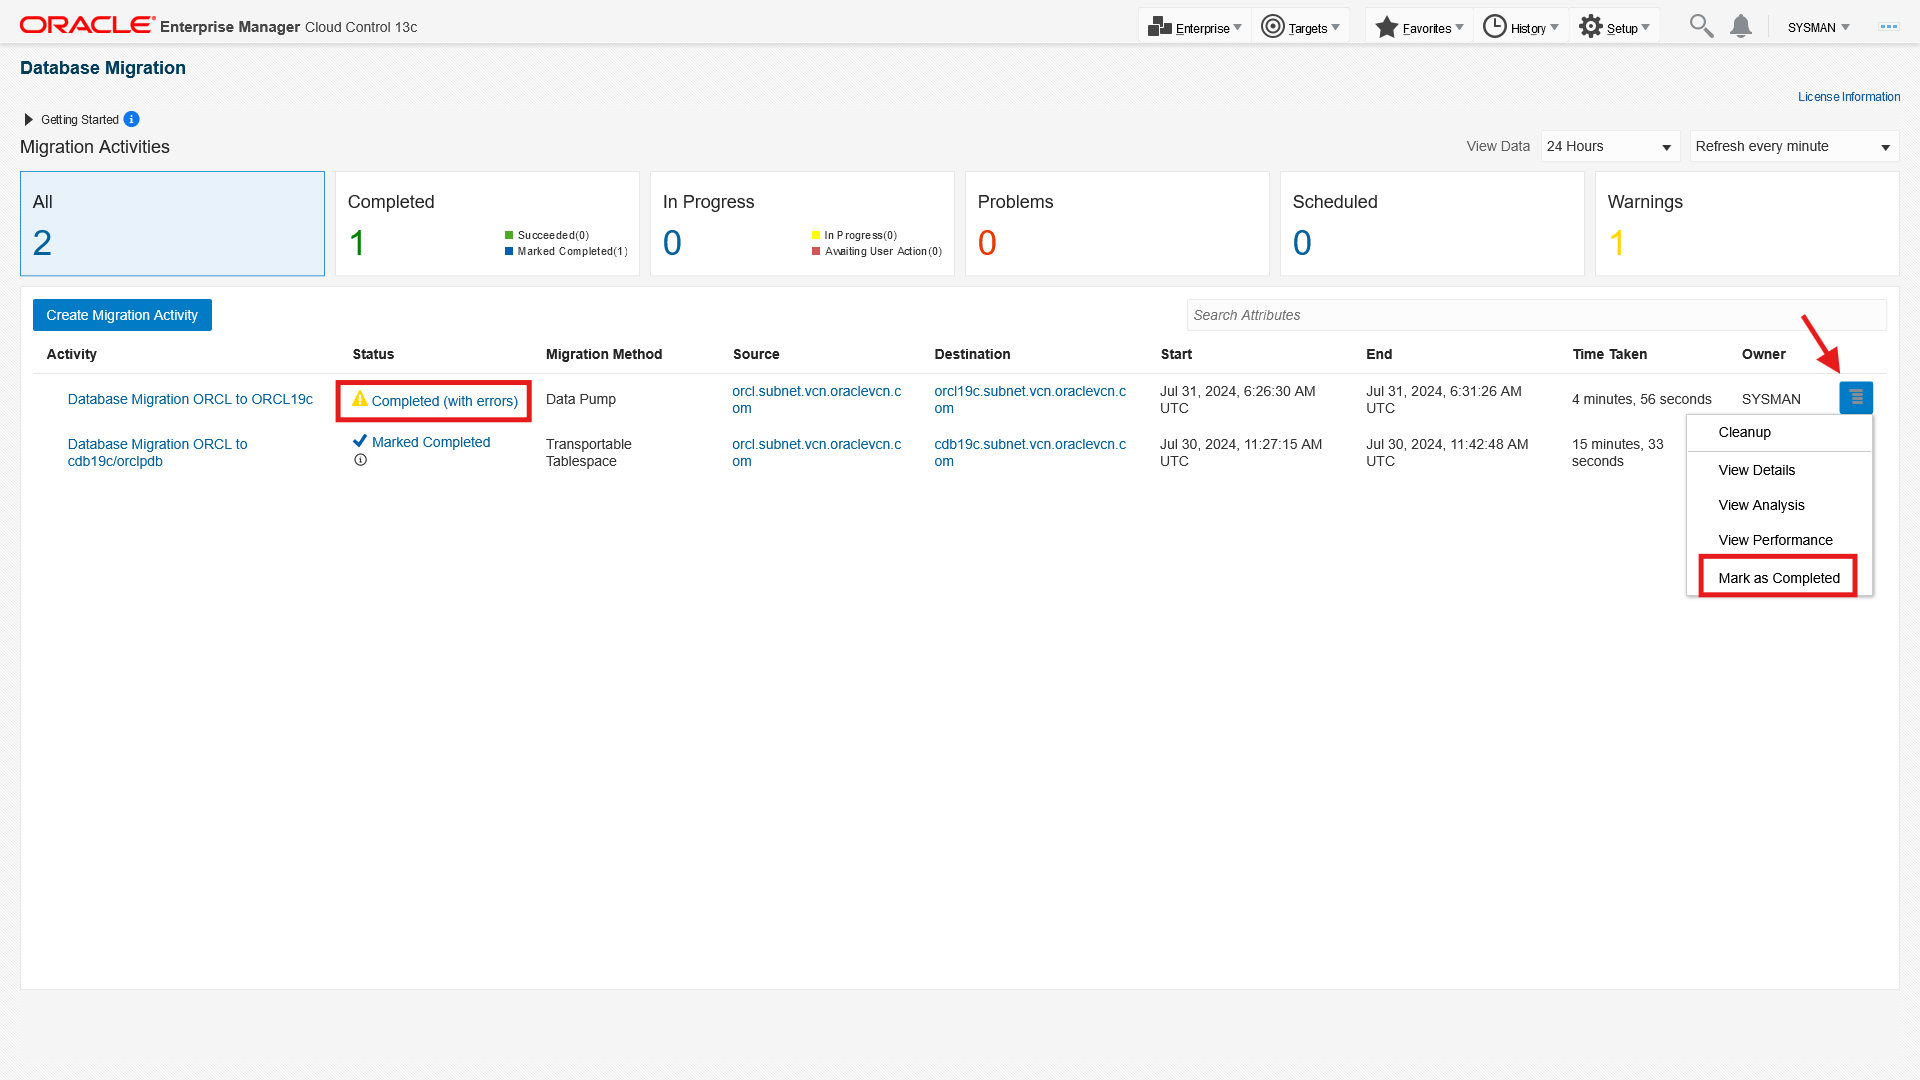 ORACLE Enterprise Manager Cloud Control 13c
Enterprise
Targets
Favorites
History
Setup
SYSMAN
Database Migration
License Information
Getting Started
Migration Activities
View Data
24 Hours
Refresh every minute
All
2
Completed
1
Succeeded(0)
Marked Completed(1)
In Progress
0
In Progress(0)
Awaiting User Action(0)
Problems
0
Scheduled
0
Warnings
1
Create Migration Activity
Search Attributes
Activity Status Migration Method Source Destination Start End Time Taken Owner
Database Migration ORCL to ORCL19c
Completed (with errors)
Data Pump
orcl.subnet.vcn.oraclevcn.c
om
orcl19c.subnet.vcn.oraclevcn.c
om
Jul 31, 2024, 6:26:30 AM
UTC
Jul 31, 2024, 6:31:26 AM
UTC
4 minutes, 56 seconds
SYSMAN
Database Migration ORCL to
cdb19c/orclpdb
Marked Completed
Transportable
Tablespace
orcl.subnet.vcn.oraclevcn.c
om
cdb19c.subnet.vcn.oraclevcn.c
om
Jul 30, 2024, 11:27:15 AM
UTC
Jul 30, 2024, 11:42:48 AM
UTC
15 minutes, 33
seconds
Cleanup
View Details
View Analysis
View Performance
Mark as Completed